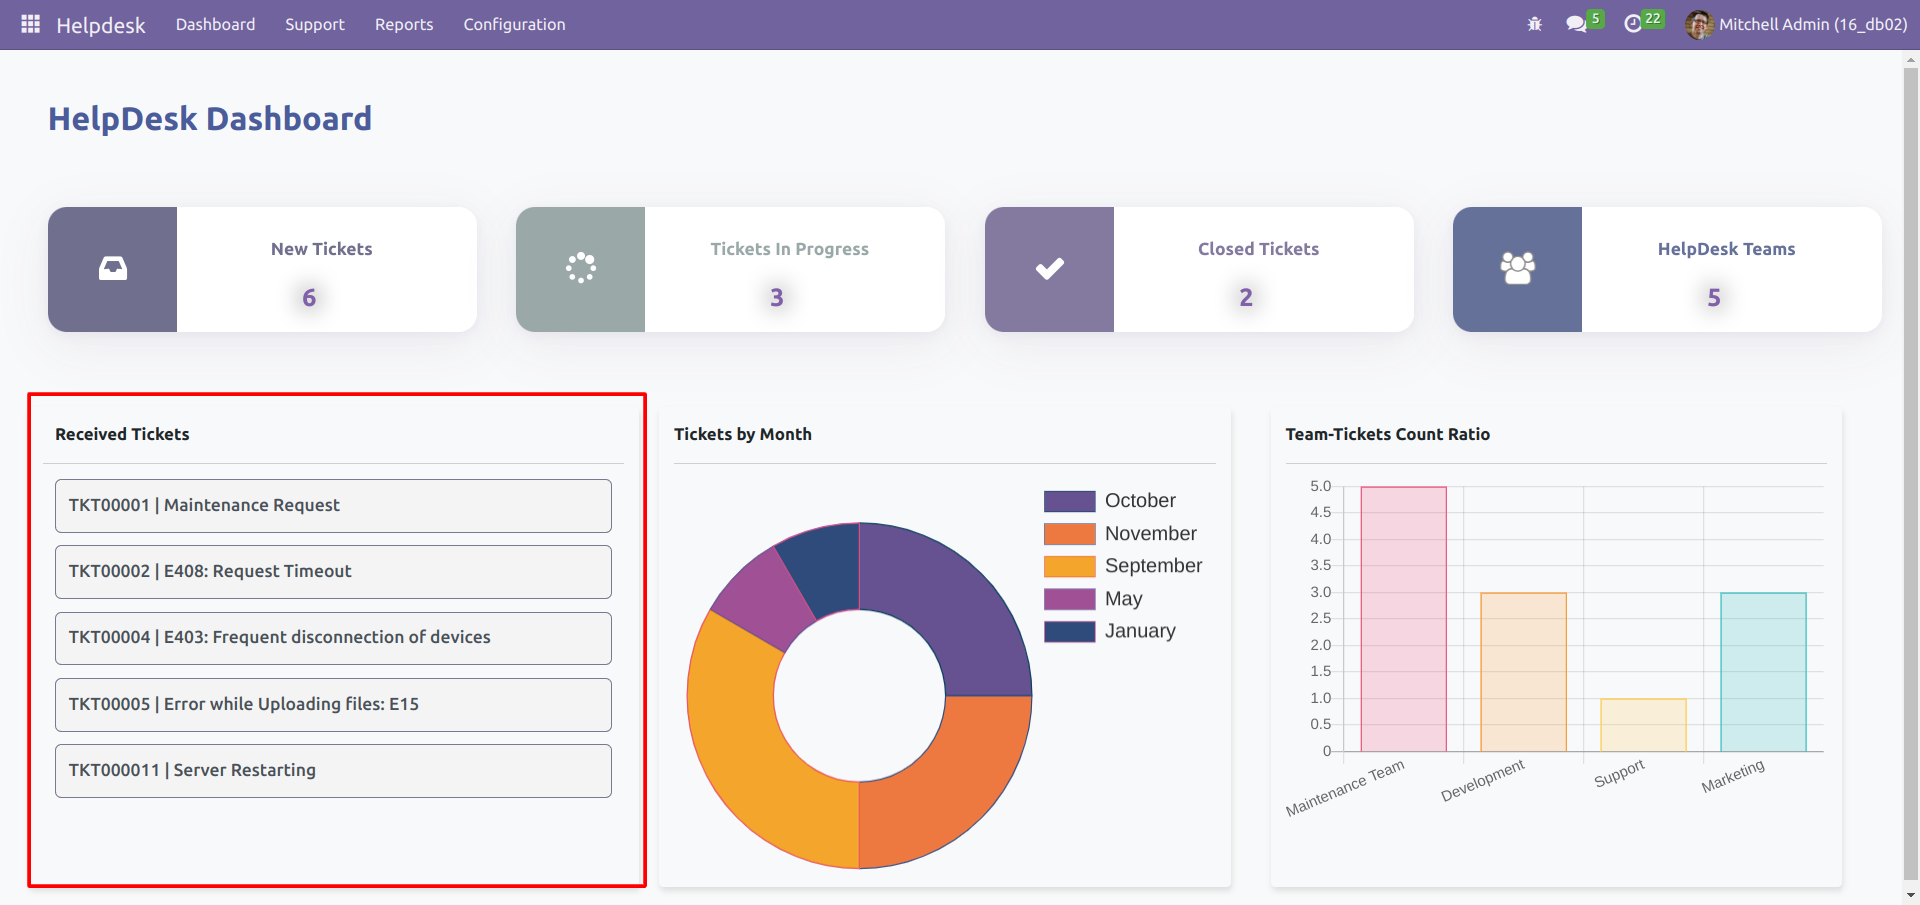 Helpdesk Dashboard Support Reports Configuration 5 22 Mitchell Admin (16_db02)
HelpDesk Dashboard
New Tickets
6
Tickets In Progress
3
Closed Tickets
2
HelpDesk Teams
5
Received Tickets
TKT00001 | Maintenance Request
TKT00002 | E408: Request Timeout
TKT00004 | E403: Frequent disconnection of devices
TKT00005 | Error while Uploading files: E15
TKT000011 | Server Restarting
Tickets by Month
October
November
September
May
January
Team-Tickets Count Ratio
5.0
4.5
4.0
3.5
3.0
2.5
2.0
1.5
1.0
0.5
0
Maintenance Team
Development
Support
Marketing